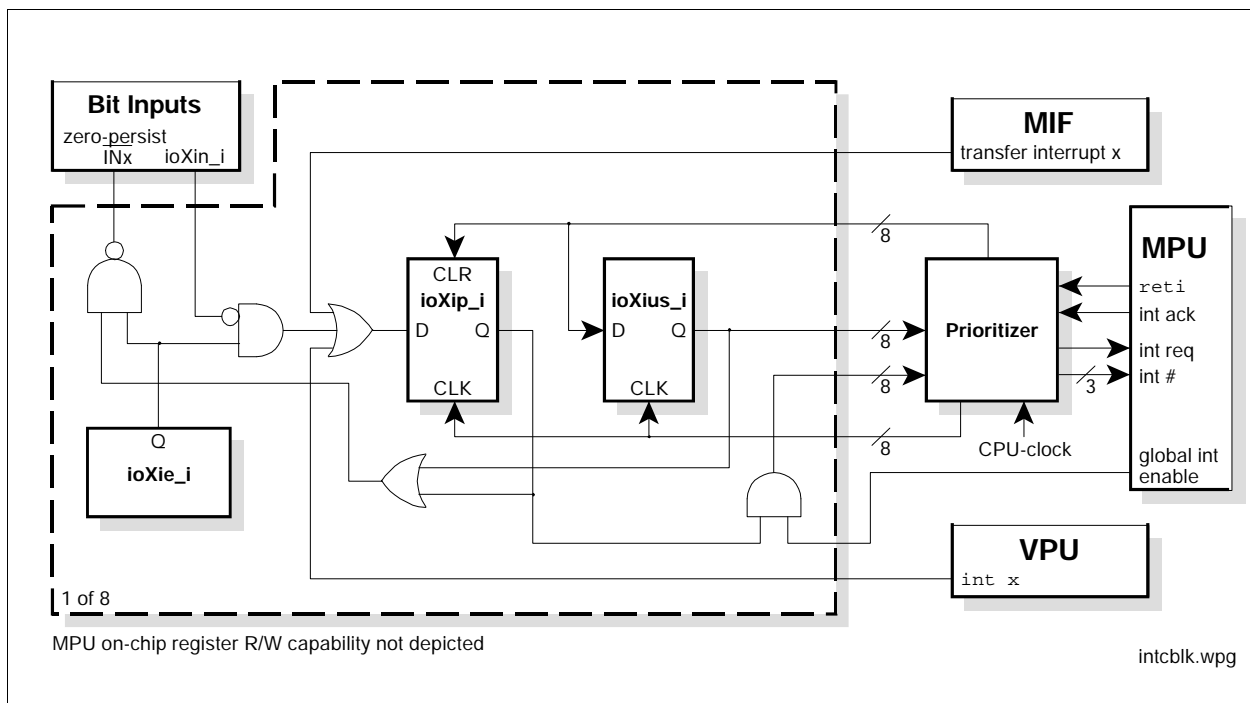 Bit Inputs
zero-persist
INx ioXin_i
MIF
transfer interrupt x
MPU
reti
int ack
int req
int #
global int
enable
8
CLR
ioXip_i
D Q
CLK
ioXius_i
D Q
CLK
8
8
8
Prioritizer
3
CPU-clock
Q
ioXie_i
VPU
int x
1 of 8
MPU on-chip register R/W capability not depicted
intcblk.wpg